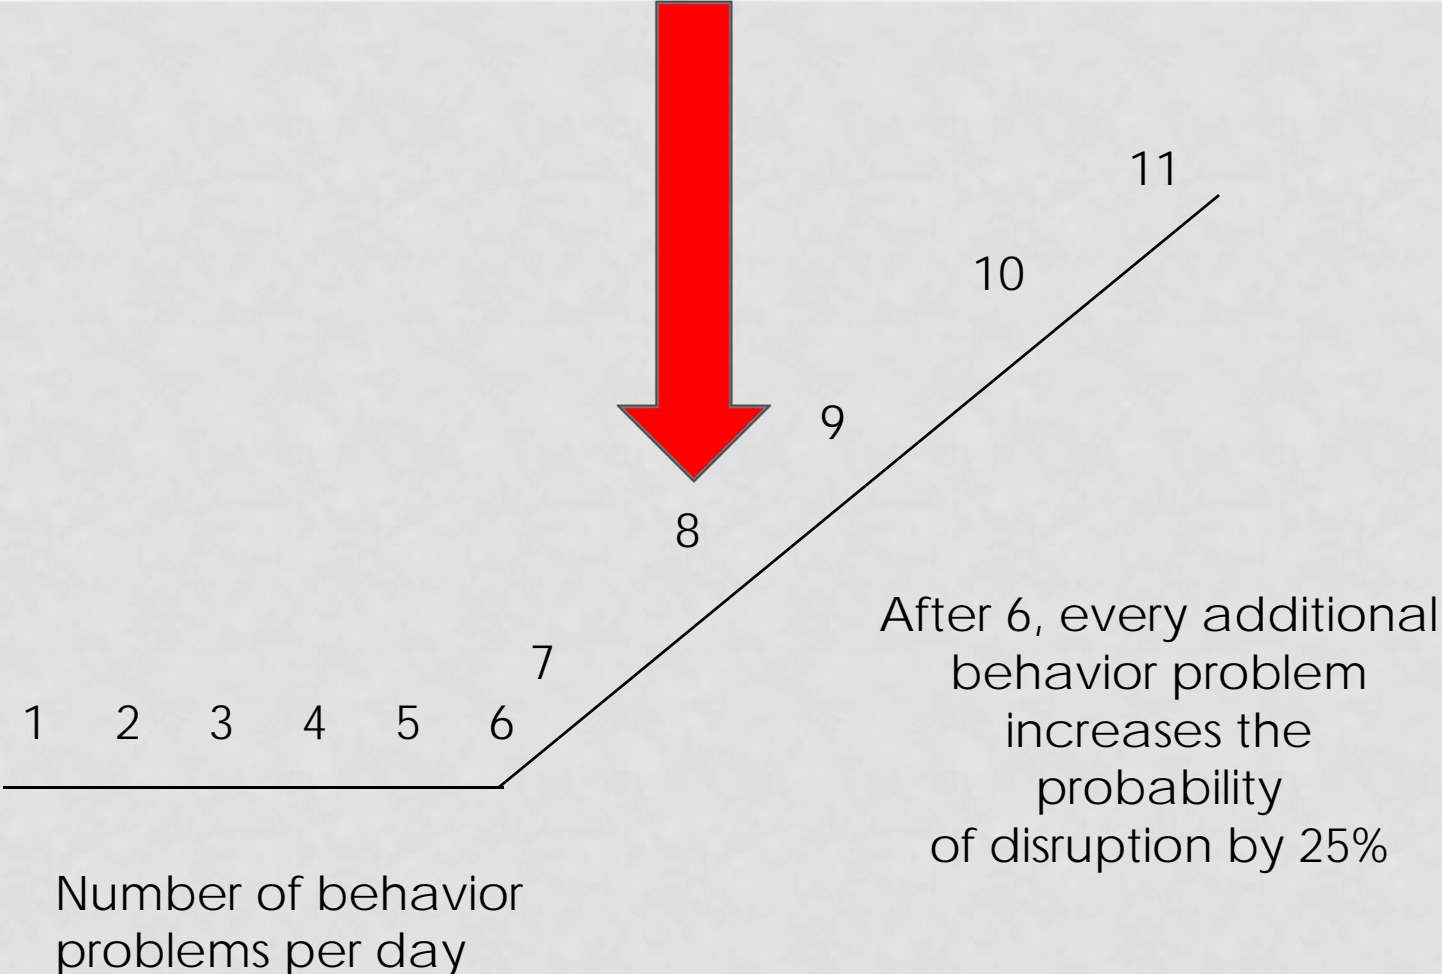 11
10
9
8
7
1 2 3 4 5 6
After 6, every additional
behavior problem
increases the
probability
of disruption by 25%
Number of behavior
problems per day